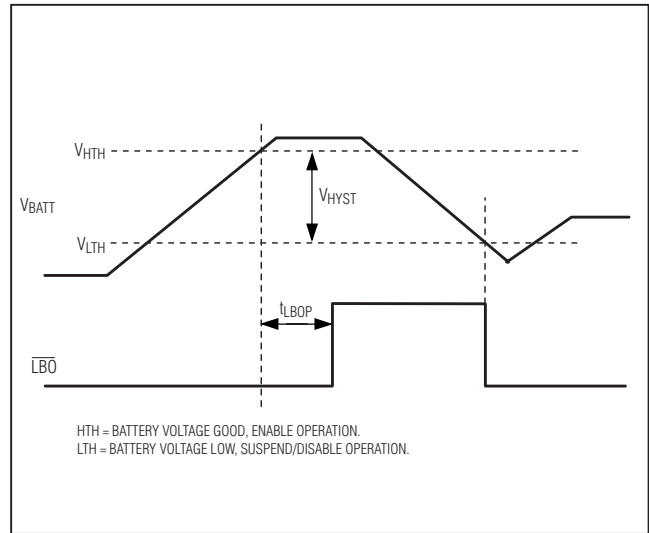 VHTH
VHYST
VBATT
VLTH
tLBOP
LBO
HTH = BATTERY VOLTAGE GOOD, ENABLE OPERATION.
LTH = BATTERY VOLTAGE LOW, SUSPEND/DISABLE OPERATION.